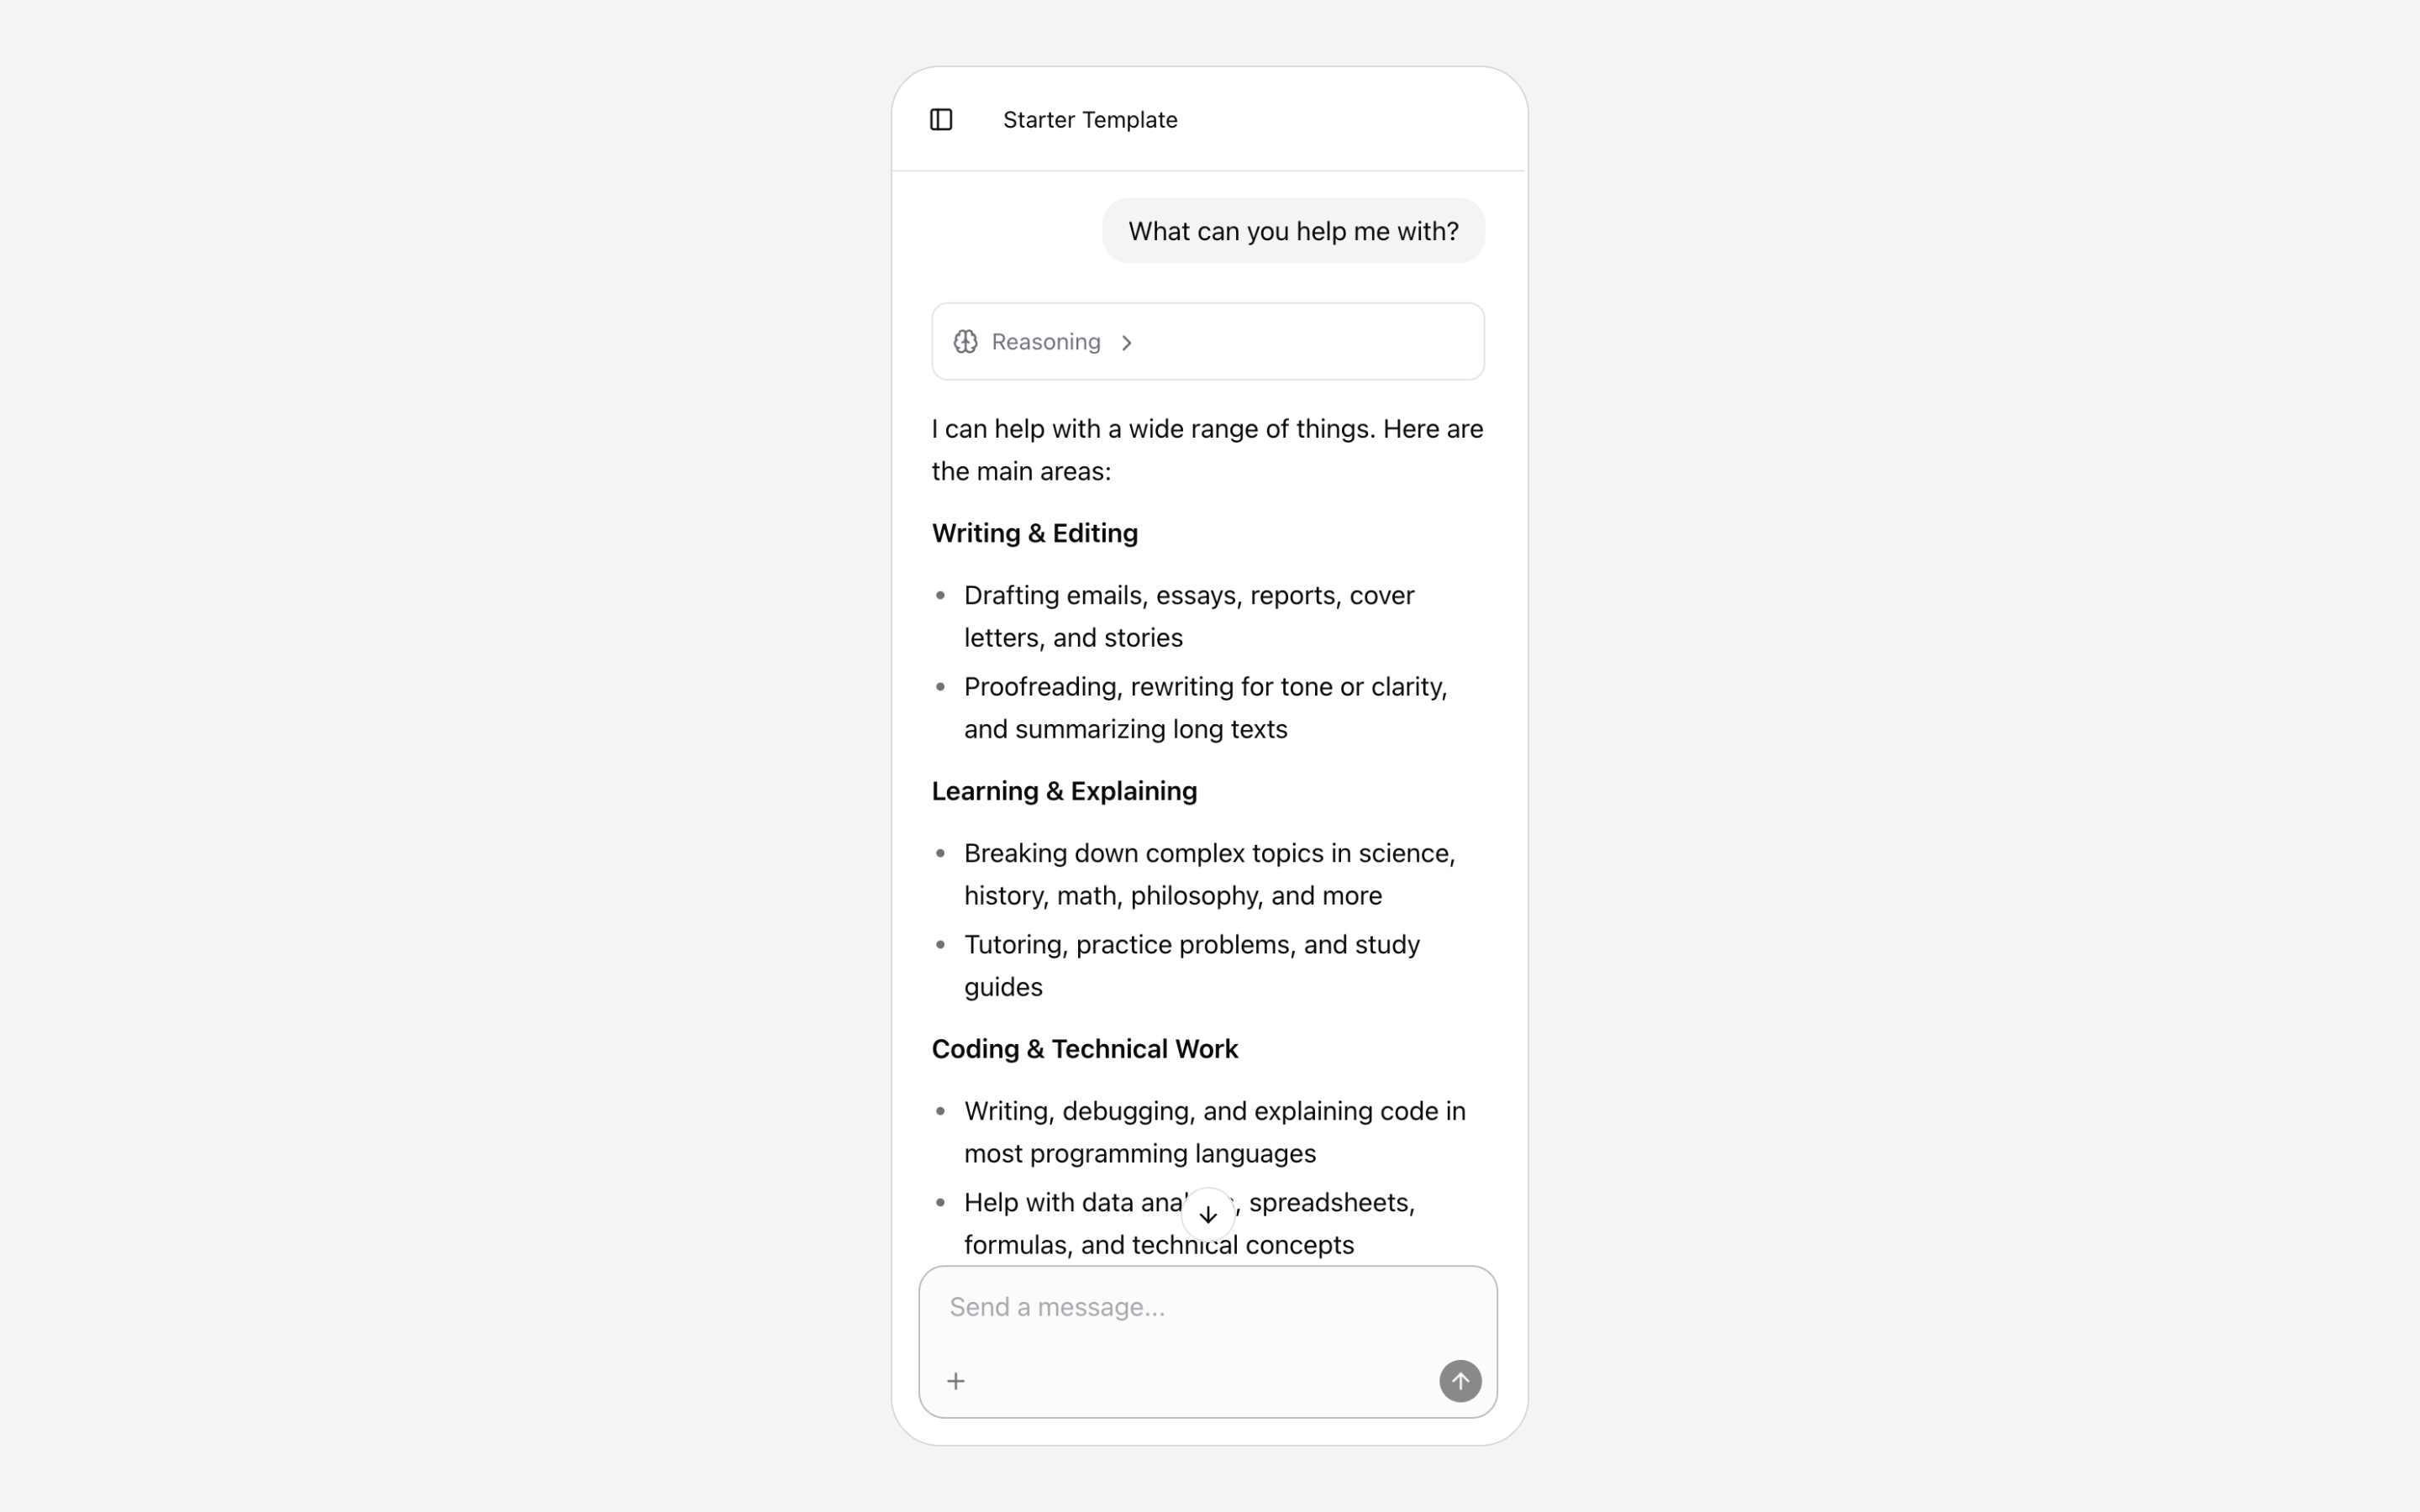 Starter Template
What can you help me with?
Reasoning
I can help with a wide range of things. Here are
the main areas:
Writing & Editing
Drafting emails, essays, reports, cover
letters, and stories
Proofreading, rewriting for tone or clarity,
and summarizing long texts
Learning & Explaining
Breaking down complex topics in science,
history, math, philosophy, and more
Tutoring, practice problems, and study
guides
Coding & Technical Work
Writing, debugging, and explaining code in
most programming languages
Help with data spreadsheets,
formulas, and technical concepts
Send a message...